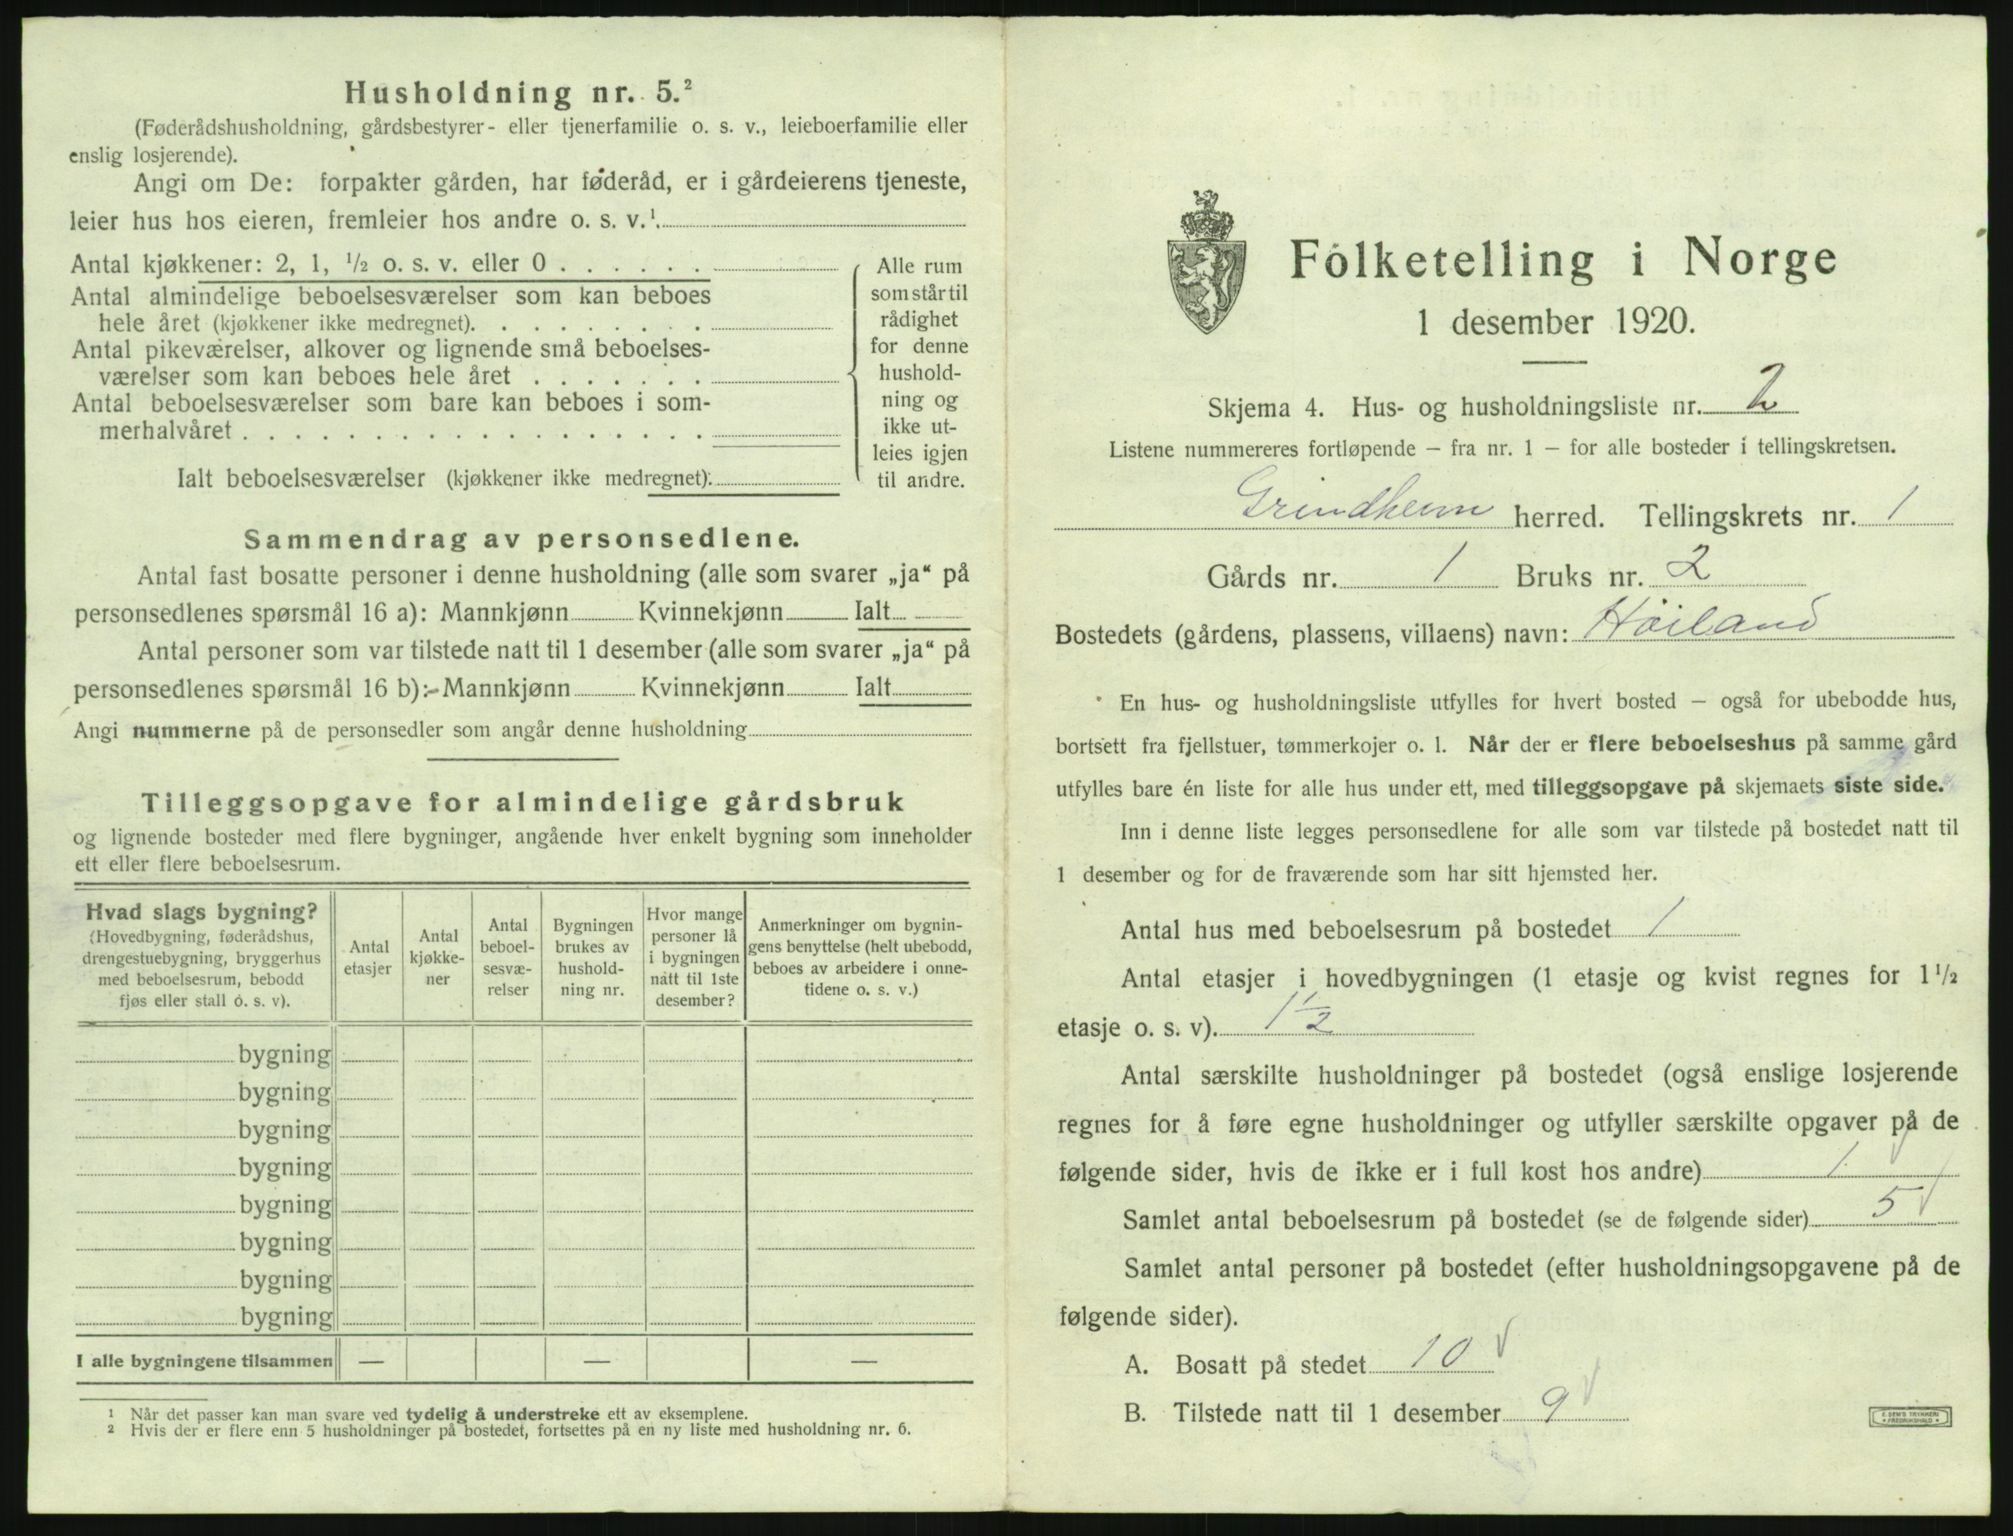 Husholdning nr. 5.²
(Føderådshusholdning, gårdsbestyrer- eller tjenerfamilie o. s. v., leieboerfamilie eller
enslig losjerende).
Angi om De: forpakter gården, har føderåd, er i gårdeierens tjeneste,
leier hus hos eieren, fremleier hos andre o. s. v.¹
Antal kjøkkener: 2, 1, ½ o. s. v. eller 0 . . . . . .
Antal almindelige beboelsesværelser som kan beboes
hele året (kjøkkener ikke medregnet). . . . . . . . .
Antal pikeværelser, alkover og lignende små beboelses-
værelser som kan beboes hele året . . . . . . .
Antal beboelsesværelser som bare kan beboes i som-
merhalvåret . . . . . . . . . . . . . . . . . .
Ialt beboelsesværelser (kjøkkener ikke medregnet).
Alle rum
som står til
rådighet
for denne
hushold-
ning og
ikke ut-
leies igjen
til andre.
Sammendrag av personsedlene.
Antal fast bosatte personer i denne husholdning (alle som svarer „ja“ på
personsedlenes spørsmål 16 a): Mannkjønn Kvinnekjønn Ialt
Antal personer som var tilstede natt til 1 desember (alle som svarer „ja“ på
personsedlenes spørsmål 16 b): Mannkjønn Kvinnekjønn Ialt
Angi nummerne på de personsedler som angår denne husholdning
Tilleggsopgave for almindelige gårdsbruk
og lignende bosteder med flere bygninger, angående hver enkelt bygning som inneholder
ett eller flere beboelsesrum.
Hvad slags bygning?
(Hovedbygning, føderådshus,
drengestuebygning, bryggerhus
med beboelsesrum, bebodd
fjøs eller stall o. s. v).
Antal
etasjer
Antal
kjøkke-
ner
Antal
beboel-
sesvæ-
relser
Bygningen
brukes av
hushold-
ning nr.
Hvor mange
personer lå
i bygningen
natt til 1ste
desember?
Anmerkninger om bygnin-
gens benyttelse (helt ubebodd,
beboes av arbeidere i onne-
tidene o. s. v.)
bygning
bygning
bygning
bygning
bygning
bygning
bygning
bygning
I alle bygningene tilsammen — — —
¹ Når det passer kan man svare ved tydelig å understreke ett av eksemplene.
² Hvis der er flere enn 5 husholdninger på bostedet, fortsettes på en ny liste med husholdning nr. 6.
Folketelling i Norge
1 desember 1920.
Skjema 4. Hus- og husholdningsliste nr. 2
Listene nummereres fortløpende – fra nr. 1 – for alle bosteder i tellingskretsen.
Grindheim herred. Tellingskrets nr. 1
Gårds nr. 1 Bruks nr. 2
Bostedets (gårdens, plassens, villaens) navn: Höiland
En hus- og husholdningsliste utfylles for hvert bosted – også for ubebodde hus,
bortsett fra fjellstuer, tømmerkojer o. l. Når der er flere beboelseshus på samme gård
utfylles bare én liste for alle hus under ett, med tilleggsopgave på skjemaets siste side.
Inn i denne liste legges personsedlene for alle som var tilstede på bostedet natt til
1 desember og for de fraværende som har sitt hjemsted her.
Antal hus med beboelsesrum på bostedet 1
Antal etasjer i hovedbygningen (1 etasje og kvist regnes for 1½
etasje o. s. v). 1½
Antal særskilte husholdninger på bostedet (også enslige losjerende
regnes for å føre egne husholdninger og utfyller særskilte opgaver på de
følgende sider, hvis de ikke er i full kost hos andre) 1
Samlet antal beboelsesrum på bostedet (se de følgende sider) 5
Samlet antal personer på bostedet (efter husholdningsopgavene på de
følgende sider).
A. Bosatt på stedet 10
B. Tilstede natt til 1 desember 9
E. SEM'S TRYKKERI
FREDRIKSHALD